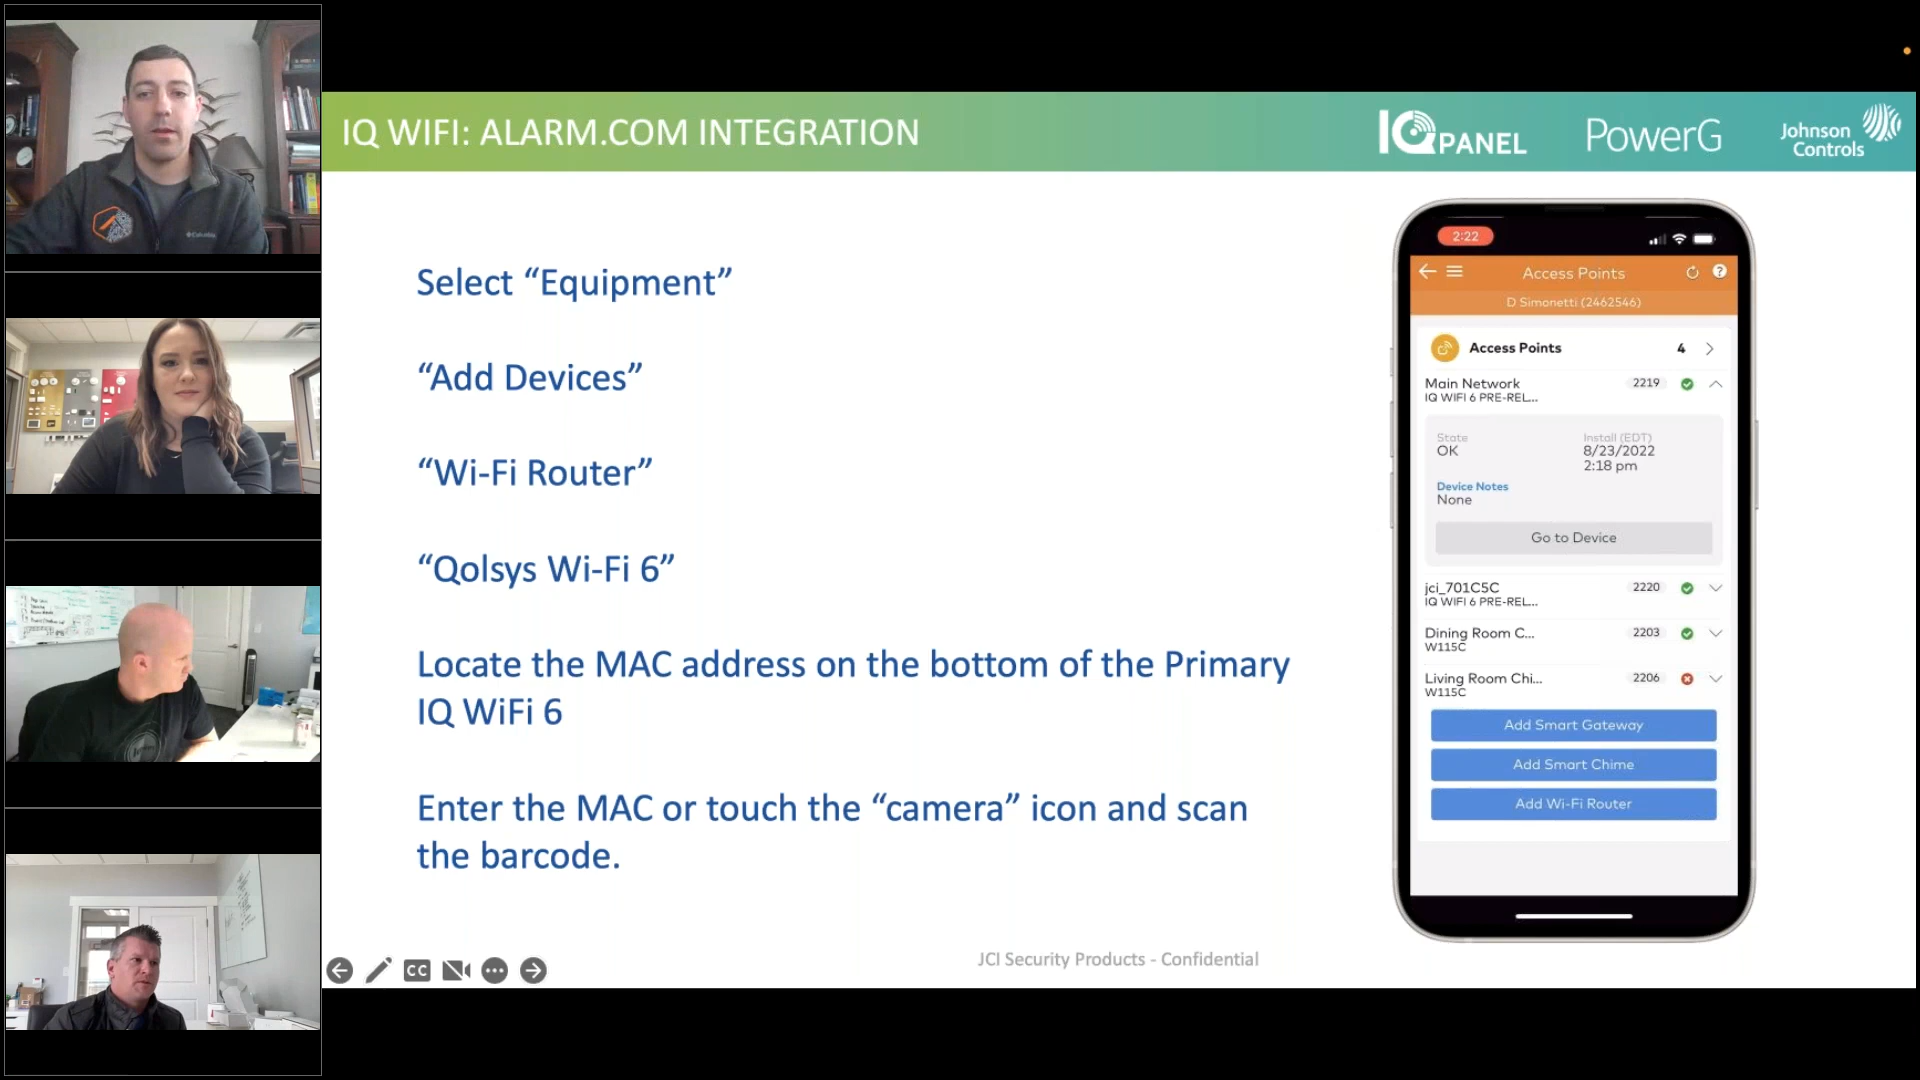 IQ WIFI: ALARM.COM INTEGRATION
IQ PANEL
PowerG
Johnson
Controls
Select “Equipment”
“Add Devices”
“Wi-Fi Router”
“Qolsys Wi-Fi 6”
Locate the MAC address on the bottom of the Primary
IQ WiFi 6
Enter the MAC or touch the “camera” icon and scan
the barcode.
JCI Security Products - Confidential
CC
2:22
Access Points
?
D Simonetti (2462546)
Access Points 4
Main Network 2219
IQ WIFI 6 PRE-REL...
State Install (EDT)
OK 8/23/2022
2:18 pm
Device Notes
None
Go to Device
jci_701C5C 2220
IQ WIFI 6 PRE-REL...
Dining Room C... 2203
W115C
Living Room Chi... 2206
W115C
Add Smart Gateway
Add Smart Chime
Add Wi-Fi Router
Columbia